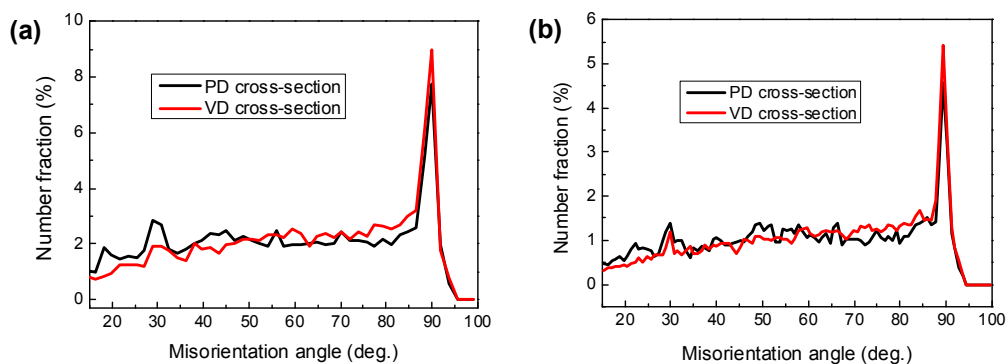 (a)
10
8
6
4
2
0
Number fraction (%)
PD cross-section
VD cross-section
20 30 40 50 60 70 80 90 100
Misorientation angle (deg.)
(b)
6
5
4
3
2
1
0
Number fraction (%)
PD cross-section
VD cross-section
20 30 40 50 60 70 80 90 100
Misorientation angle (deg.)